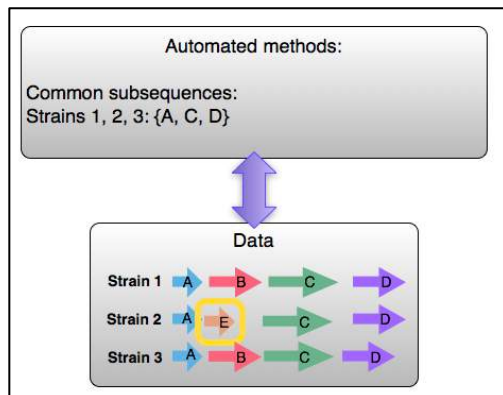 Automated methods:
Common subsequences:
Strains 1, 2, 3: {A, C, D}
Data
Strain 1 A B C D
Strain 2 A E C D
Strain 3 A B C D